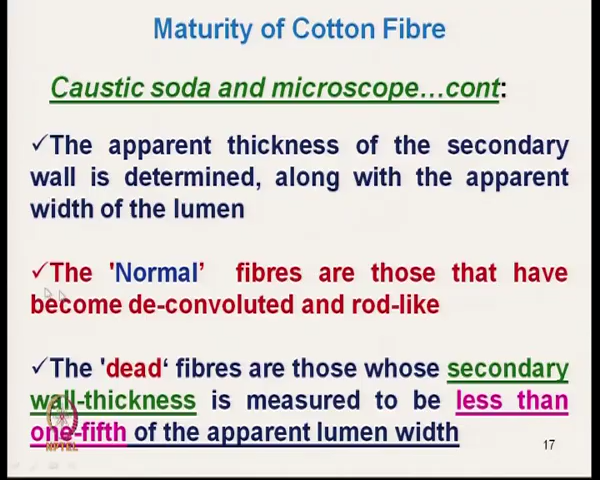 Maturity of Cotton Fibre
Caustic soda and microscope…cont:
✓The apparent thickness of the secondary
wall is determined, along with the apparent
width of the lumen
✓The 'Normal’ fibres are those that have
become de-convoluted and rod-like
✓The 'dead‘ fibres are those whose secondary
wall-thickness is measured to be less than
one-fifth of the apparent lumen width
NPTEL
17